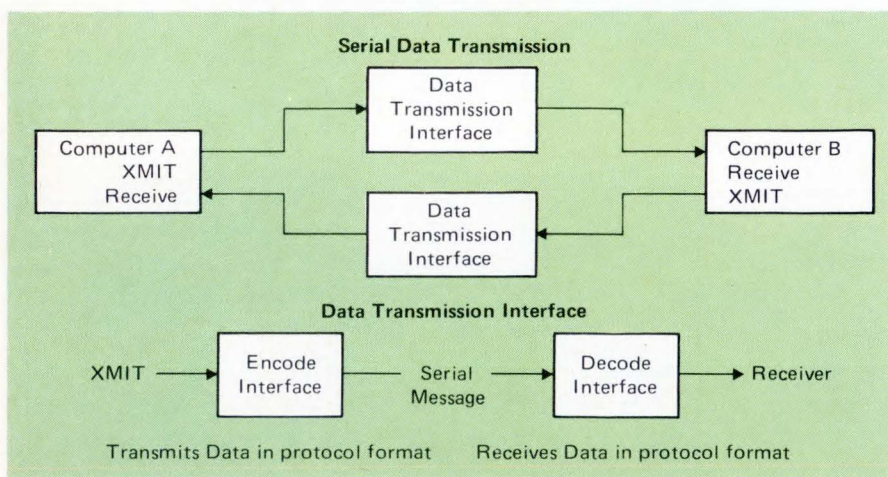 Serial Data Transmission
Data
Transmission
Interface
Computer A
XMIT
Receive
Computer B
Receive
XMIT
Data
Transmission
Interface
Data Transmission Interface
XMIT
Encode
Interface
Serial
Message
Decode
Interface
Receiver
Transmits Data in protocol format
Receives Data in protocol format